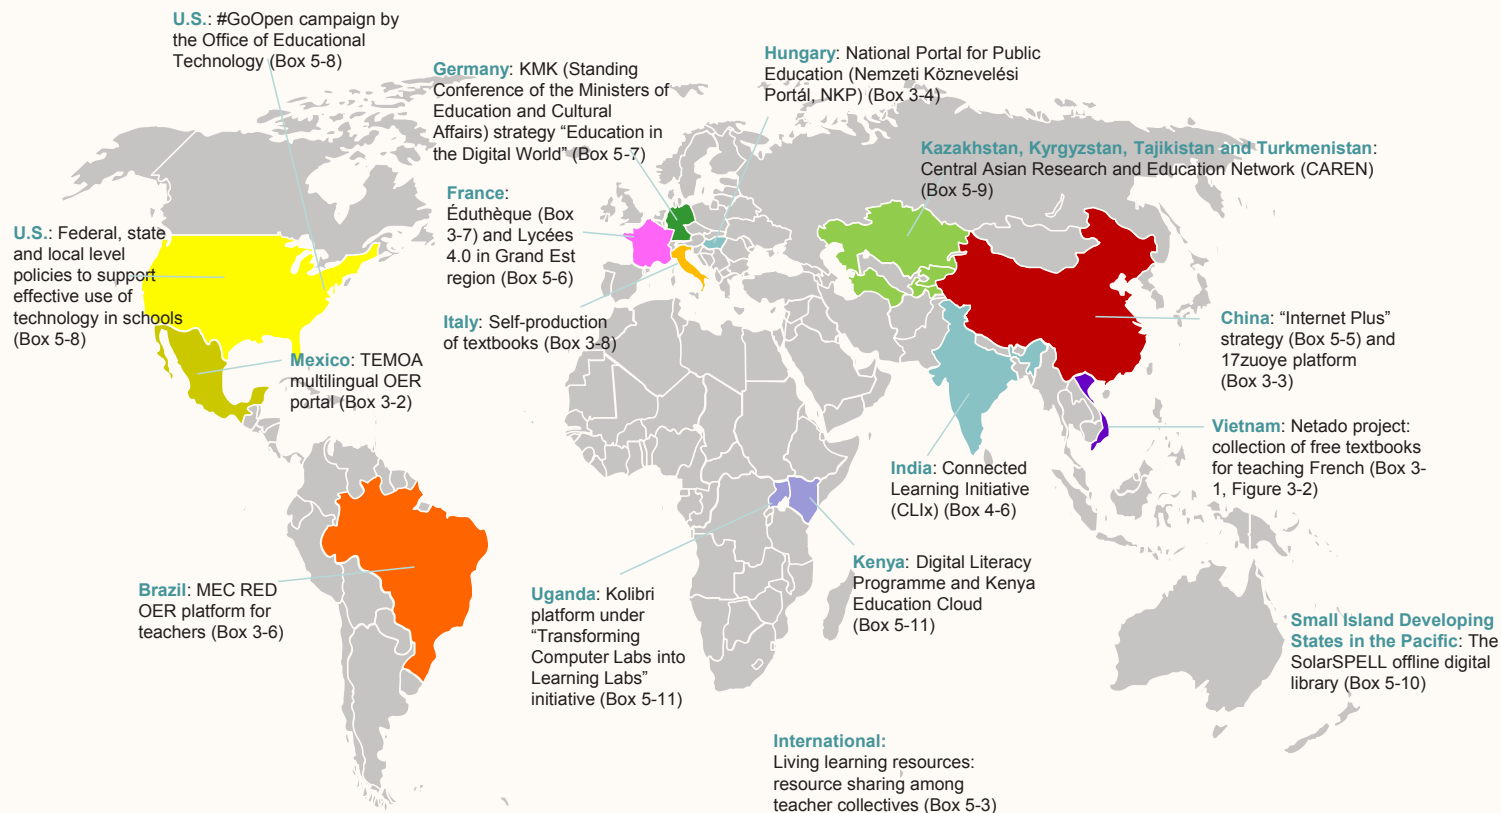 U.S.: #GoOpen campaign by
the Office of Educational
Technology (Box 5-8)
Germany: KMK (Standing
Conference of the Ministers of
Education and Cultural
Affairs) strategy “Education in
the Digital World” (Box 5-7)
Hungary: National Portal for Public
Education (Nemzeti Köznevelési
Portál, NKP) (Box 3-4)
Kazakhstan, Kyrgyzstan, Tajikistan and Turkmenistan:
Central Asian Research and Education Network (CAREN)
(Box 5-9)
France:
Éduthèque (Box
3-7) and Lycées
4.0 in Grand Est
region (Box 5-6)
U.S.: Federal, state
and local level
policies to support
effective use of
technology in schools
(Box 5-8)
Italy: Self-production
of textbooks (Box 3-8)
China: “Internet Plus”
strategy (Box 5-5) and
17zuoye platform
(Box 3-3)
Mexico: TEMOA
multilingual OER
portal (Box 3-2)
Vietnam: Netado project:
collection of free textbooks
for teaching French (Box 3-
1, Figure 3-2)
India: Connected
Learning Initiative
(CLIx) (Box 4-6)
Kenya: Digital Literacy
Programme and Kenya
Education Cloud
(Box 5-11)
Brazil: MEC RED
OER platform for
teachers (Box 3-6)
Uganda: Kolibri
platform under
“Transforming
Computer Labs into
Learning Labs”
initiative (Box 5-11)
Small Island Developing
States in the Pacific: The
SolarSPELL offline digital
library (Box 5-10)
International:
Living learning resources:
resource sharing among
teacher collectives (Box 5-3)